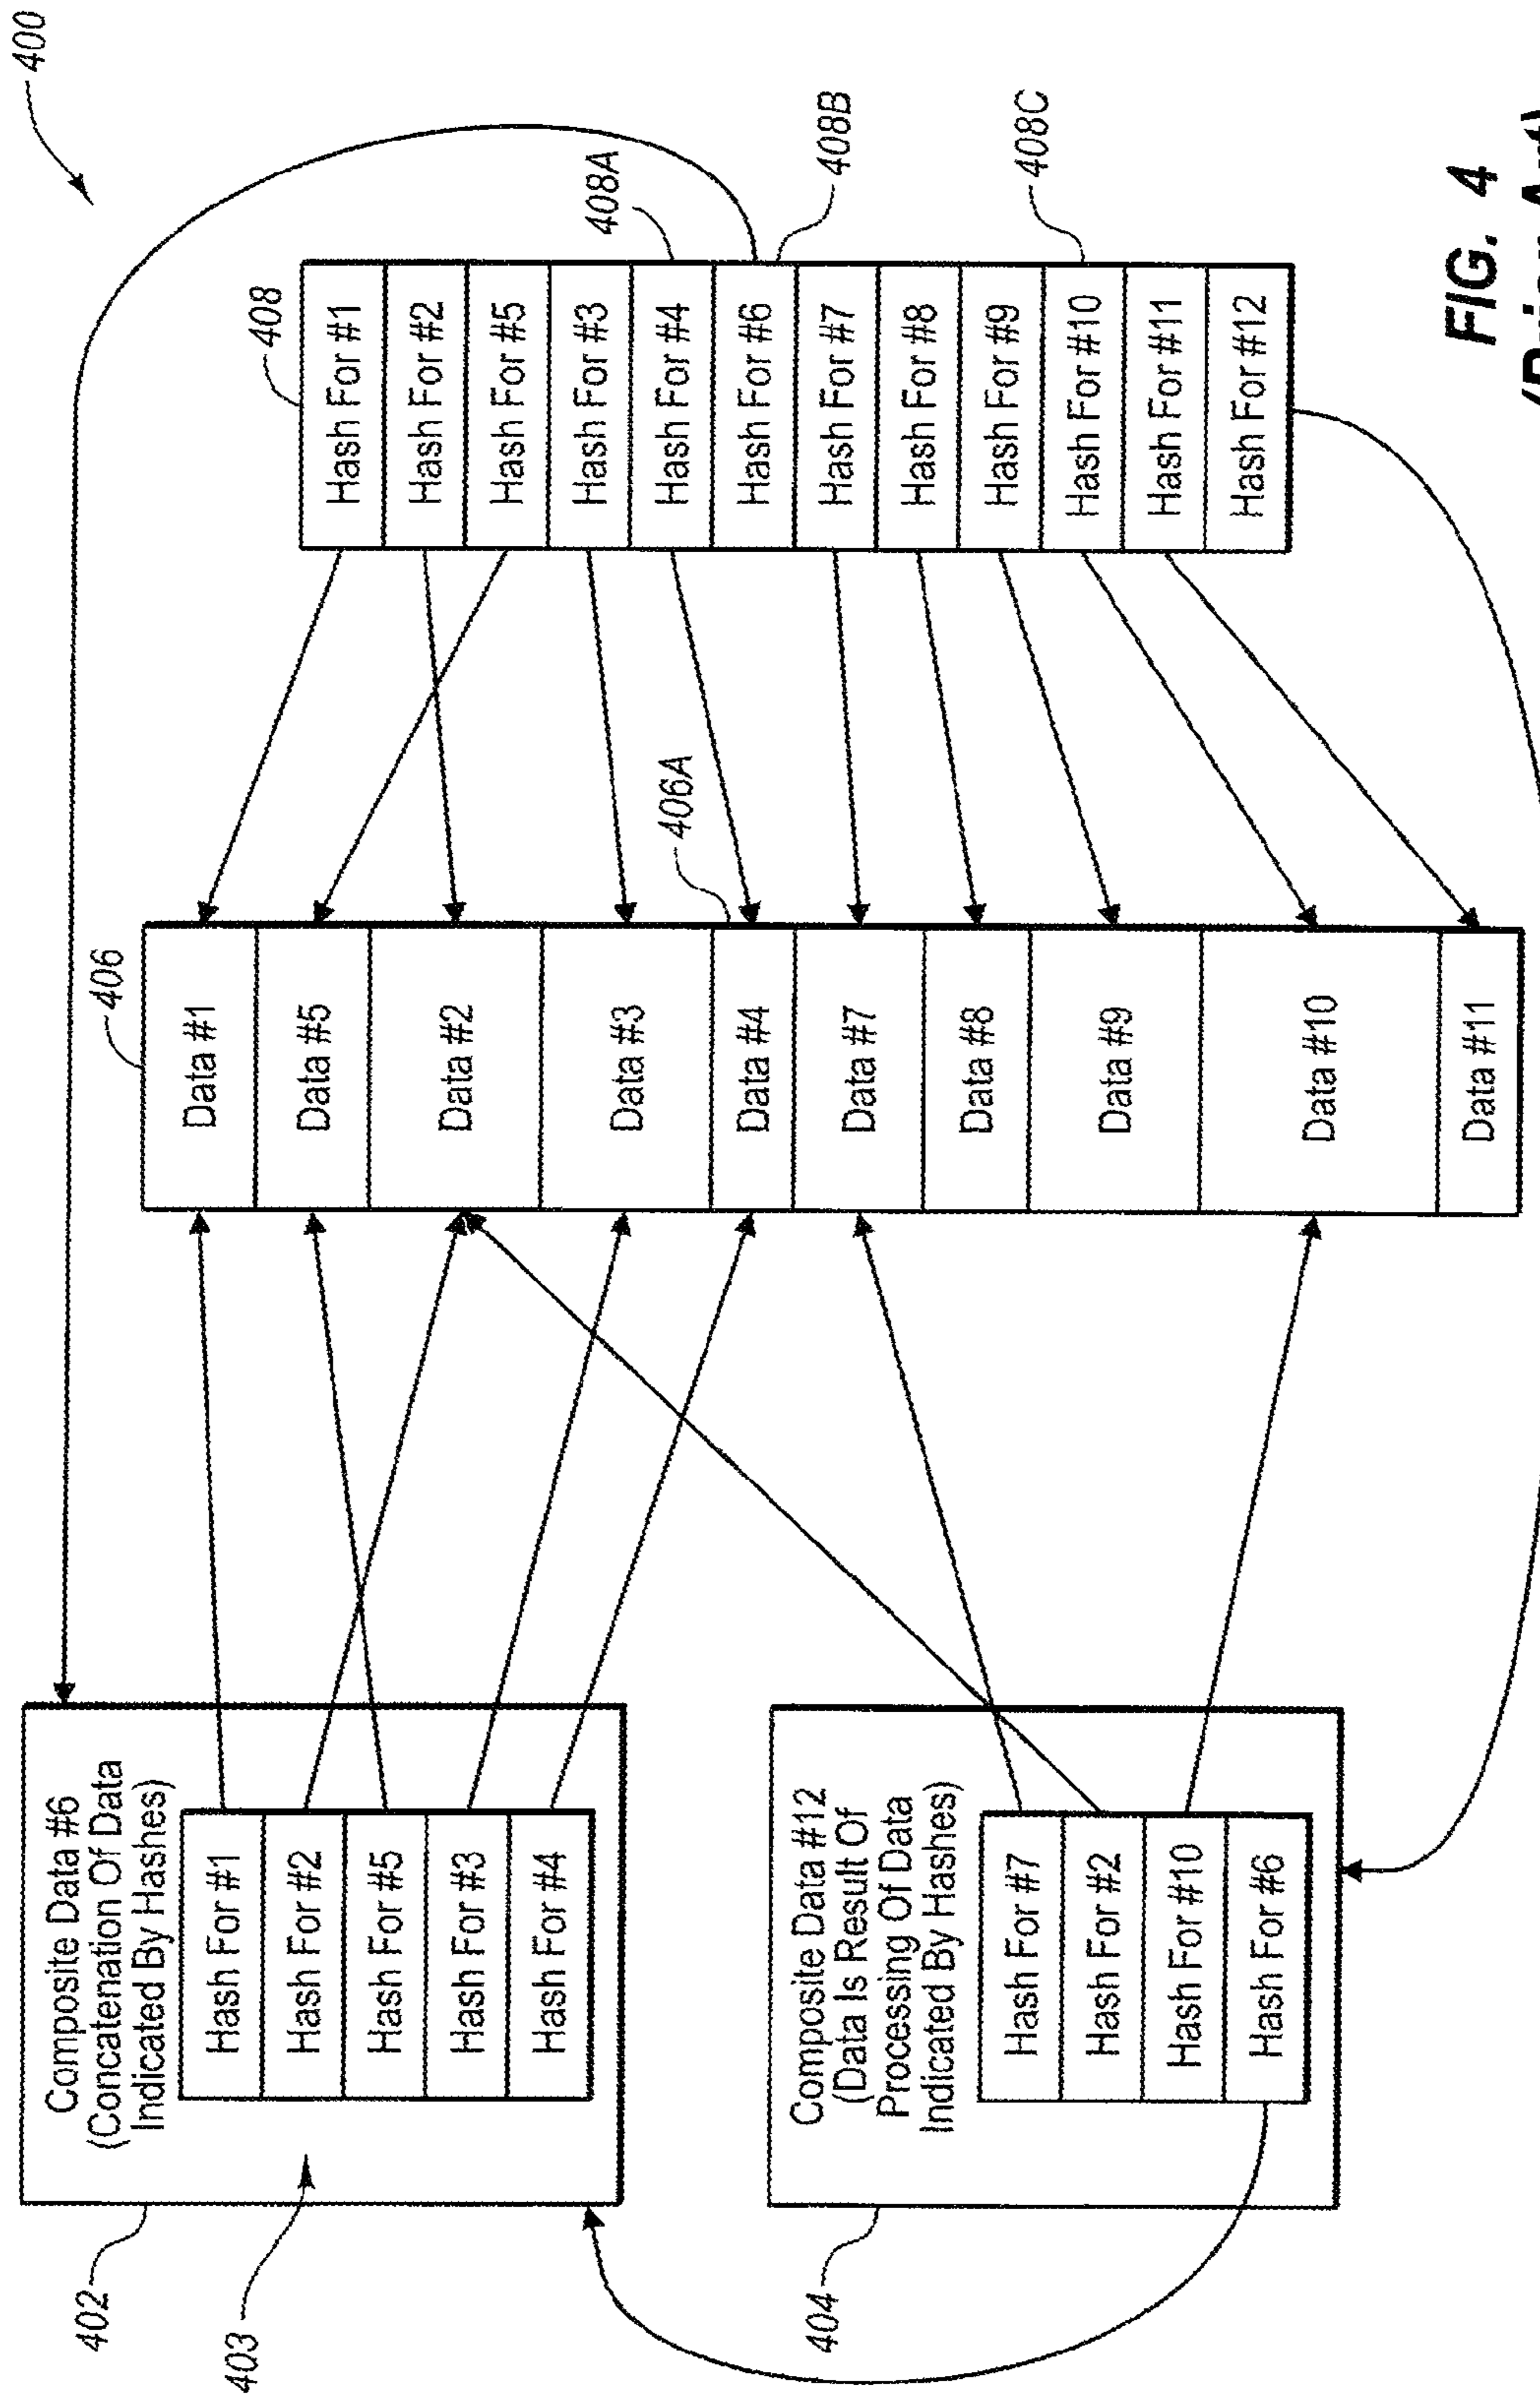 400
402
Composite Data #6
(Concatenation Of Data
Indicated By Hashes)
403
Hash For #1
Hash For #2
Hash For #5
Hash For #3
Hash For #4
404
Composite Data #12
(Data Is Result Of
Processing Of Data
Indicated By Hashes)
Hash For #7
Hash For #2
Hash For #10
Hash For #6
406
Data #1
Data #5
Data #2
Data #3
406A
Data #4
Data #7
Data #8
Data #9
Data #10
Data #11
408
Hash For #1
Hash For #2
Hash For #5
Hash For #3
408A
Hash For #4
Hash For #6
408B
Hash For #7
Hash For #8
Hash For #9
Hash For #10
408C
Hash For #11
Hash For #12
FIG. 4
(Prior Art)